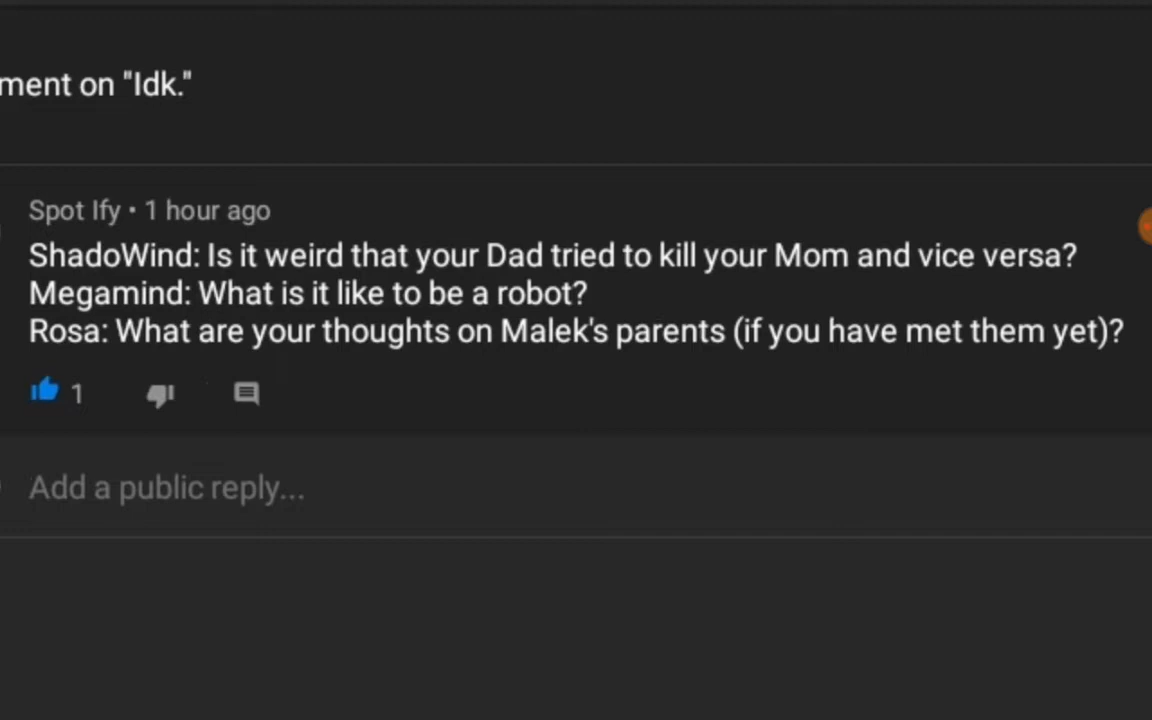 ment on "Idk."
Spot Ify • 1 hour ago
ShadoWind: Is it weird that your Dad tried to kill your Mom and vice versa?
Megamind: What is it like to be a robot?
Rosa: What are your thoughts on Malek's parents (if you have met them yet)?
1
Add a public reply...